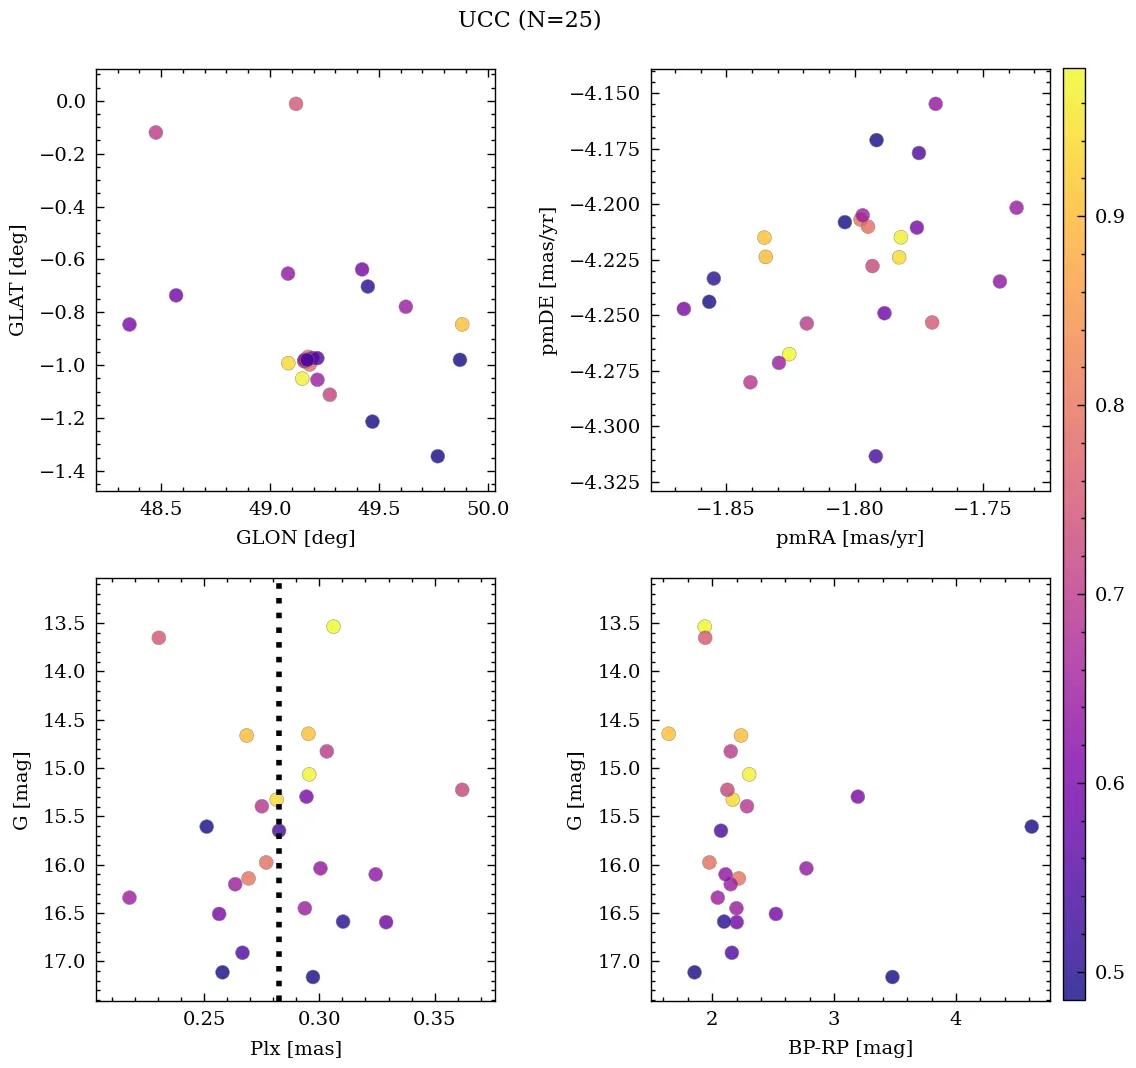 UCC (N=25)
0.0
−0.2
−0.4
−0.6
−0.8
−1.0
−1.2
−1.4
GLAT [deg]
48.5 49.0 49.5 50.0
GLON [deg]
−4.150
−4.175
−4.200
−4.225
−4.250
−4.275
−4.300
−4.325
pmDE [mas/yr]
−1.85 −1.80 −1.75
pmRA [mas/yr]
13.5
14.0
14.5
15.0
15.5
16.0
16.5
17.0
G [mag]
0.25 0.30 0.35
Plx [mas]
13.5
14.0
14.5
15.0
15.5
16.0
16.5
17.0
G [mag]
2 3 4
BP-RP [mag]
0.9
0.8
0.7
0.6
0.5